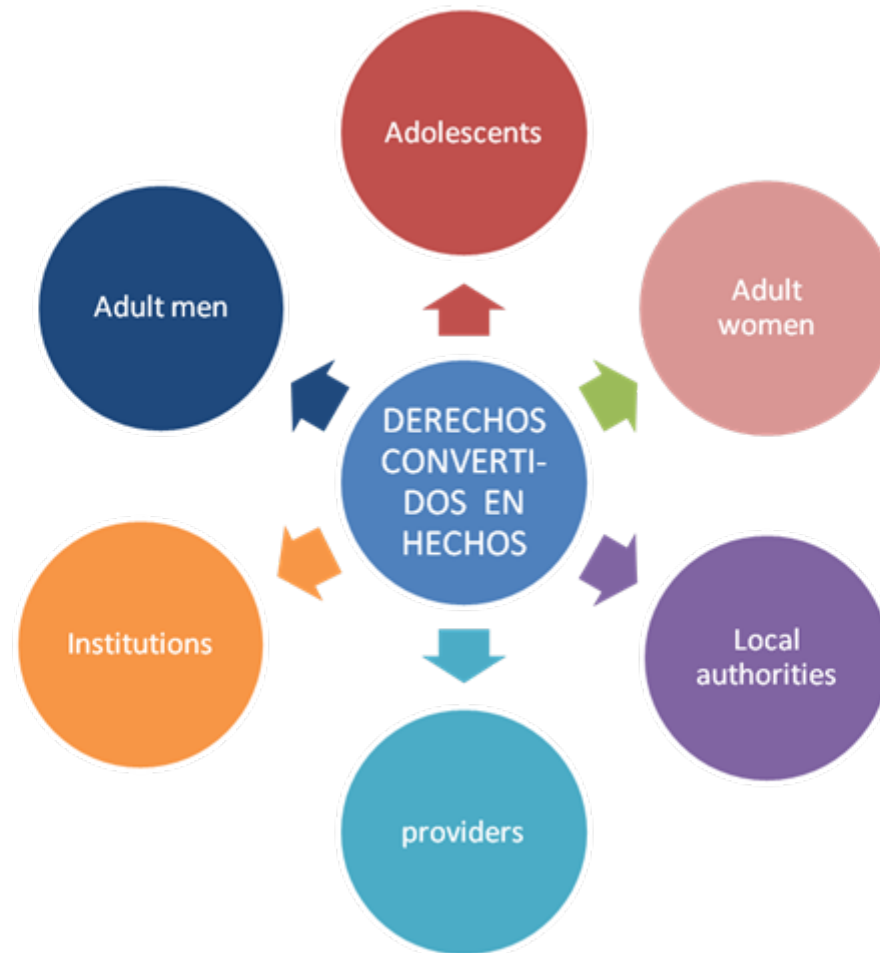 Adolescents
Adult men
Adult
women
DERECHOS
CONVERTI-
DOS EN
HECHOS
Institutions
Local
authorities
providers